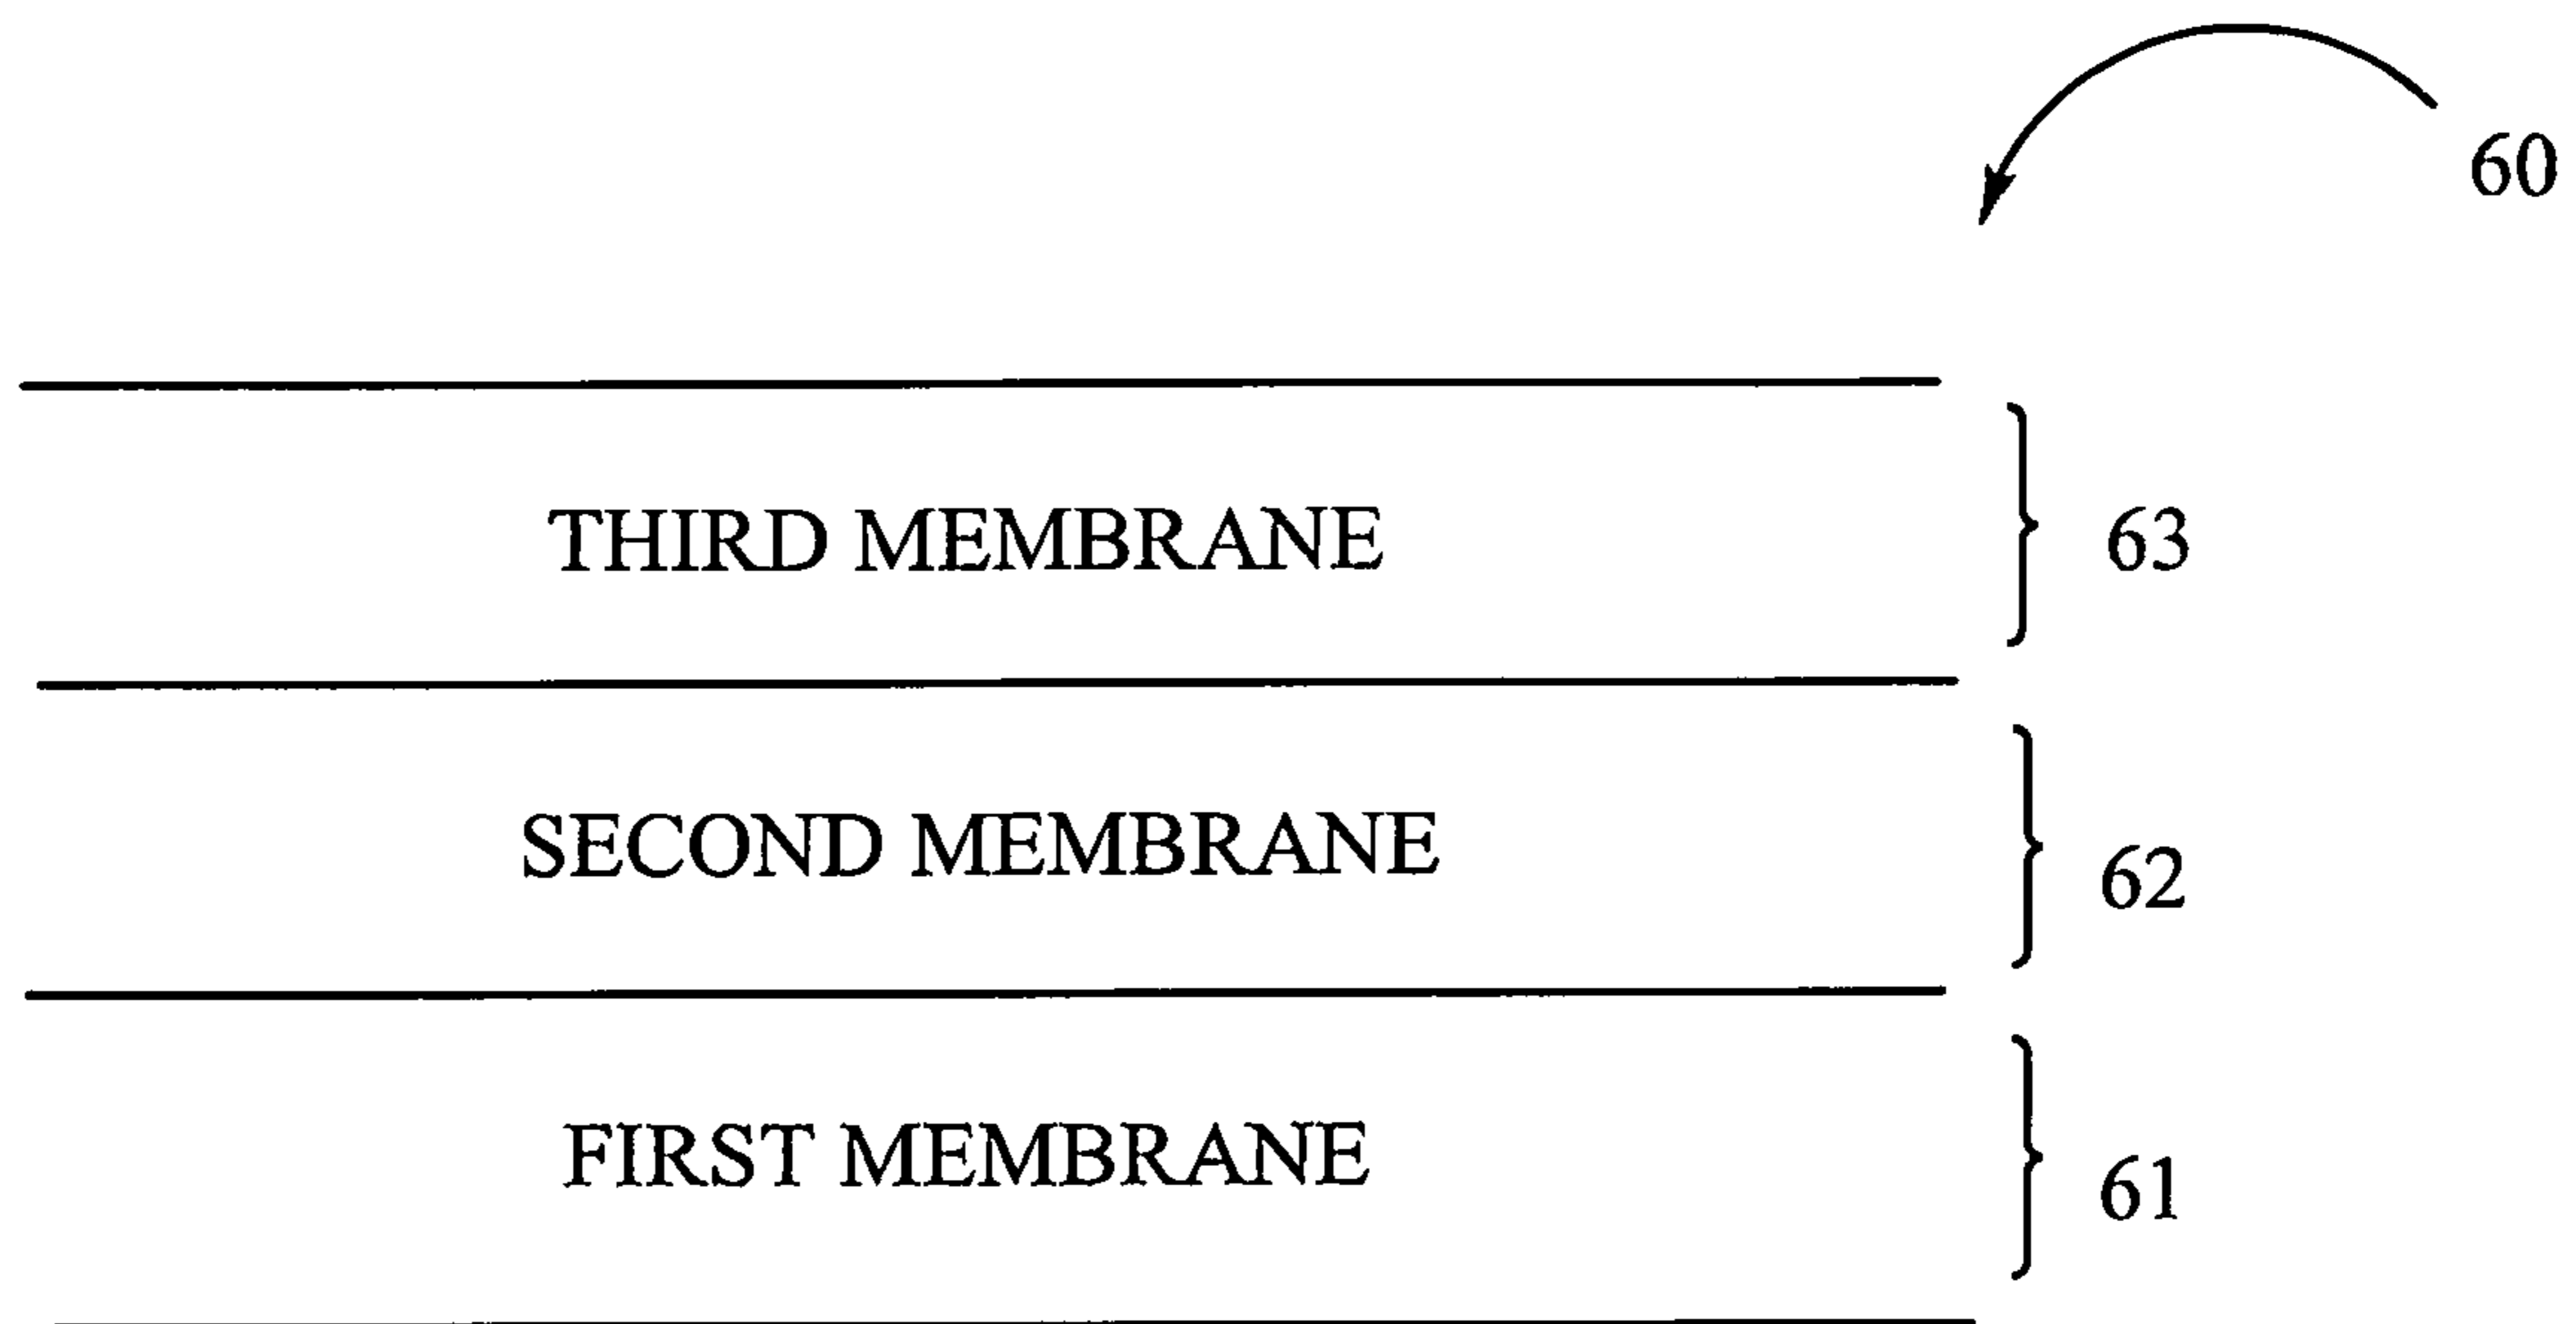 60
THIRD MEMBRANE 63
SECOND MEMBRANE 62
FIRST MEMBRANE 61